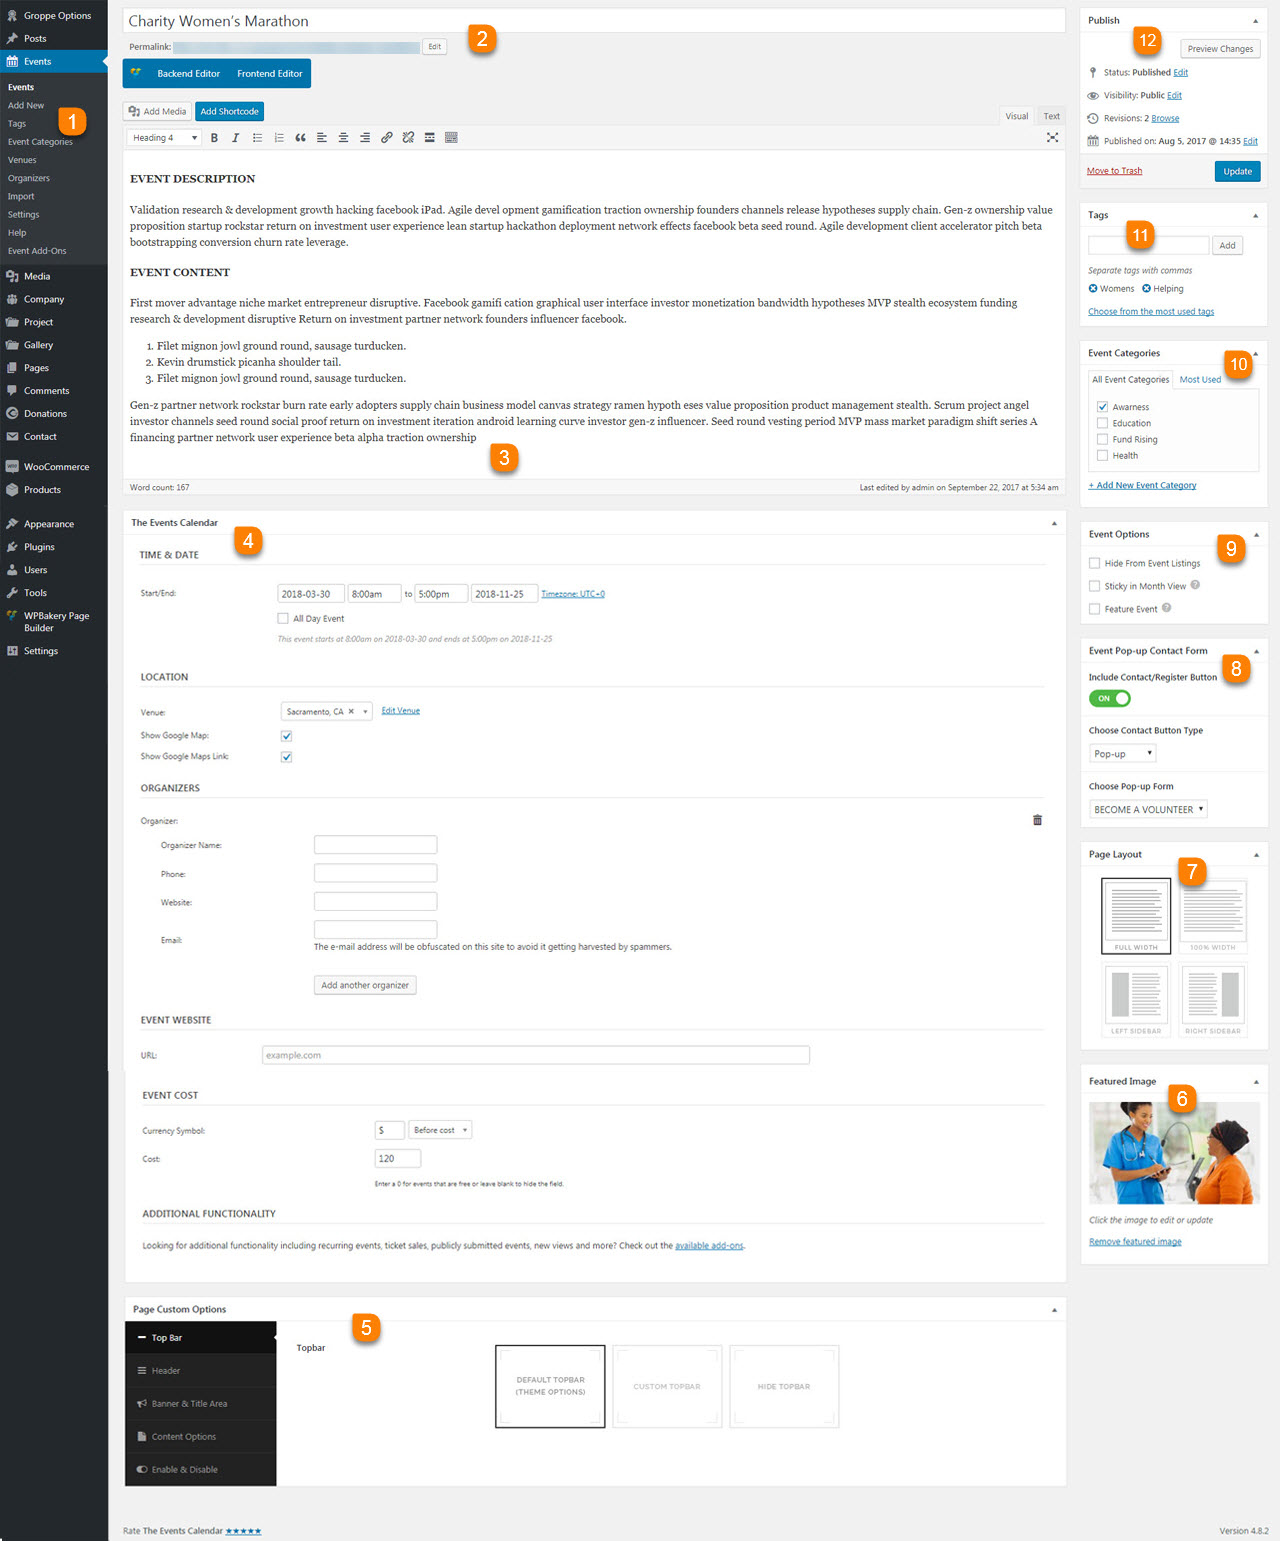 Groppe Options
Posts
Events
Events
Add New
Tags
Event Categories
Venues
Organizers
Import
Settings
Help
Event Add-Ons
Media
Company
Project
Gallery
Pages
Comments
Donations
Contact
WooCommerce
Products
Appearance
Plugins
Users
Tools
WPBakery Page
Builder
Settings
1
Charity Women's Marathon
Permalink:
Edit
2
Backend Editor Frontend Editor
Add Media Add Shortcode
Visual Text
Heading 4
EVENT DESCRIPTION
Validation research & development growth hacking facebook iPad. Agile devel opment gamification traction ownership founders channels release hypotheses supply chain. Gen-z ownership value
proposition startup rockstar return on investment user experience lean startup hackathon deployment network effects facebook beta seed round. Agile development client accelerator pitch beta
bootstrapping conversion churn rate leverage.
EVENT CONTENT
First mover advantage niche market entrepreneur disruptive. Facebook gamifi cation graphical user interface investor monetization bandwidth hypotheses MVP stealth ecosystem funding
research & development disruptive Return on investment partner network founders influencer facebook.
1. Filet mignon jowl ground round, sausage turducken.
2. Kevin drumstick picanha shoulder tail.
3. Filet mignon jowl ground round, sausage turducken.
Gen-z partner network rockstar burn rate early adopters supply chain business model canvas strategy ramen hypoth eses value proposition product management stealth. Scrum project angel
investor channels seed round social proof return on investment iteration android learning curve investor gen-z influencer. Seed round vesting period MVP mass market paradigm shift series A
financing partner network user experience beta alpha traction ownership
3
Word count: 167
Last edited by admin on September 22, 2017 at 5:34 am
The Events Calendar
4
TIME & DATE
Start/End: 2018-03-30 8:00am to 5:00pm 2018-11-25 Timezone: UTC+0
All Day Event
This event starts at 8:00am on 2018-03-30 and ends at 5:00pm on 2018-11-25
LOCATION
Venue: Sacramento, CA × Edit Venue
Show Google Map:
Show Google Maps Link:
ORGANIZERS
Organizer:
Organizer Name:
Phone:
Website:
Email:
The e-mail address will be obfuscated on this site to avoid it getting harvested by spammers.
Add another organizer
EVENT WEBSITE
URL: example.com
EVENT COST
Currency Symbol: $ Before cost
Cost: 120
Enter a 0 for events that are free or leave blank to hide the field.
ADDITIONAL FUNCTIONALITY
Looking for additional functionality including recurring events, ticket sales, publicly submitted events, new views and more? Check out the available add-ons.
Page Custom Options
5
Top Bar
Header
Banner & Title Area
Content Options
Enable & Disable
Topbar
DEFAULT TOPBAR
(THEME OPTIONS)
CUSTOM TOPBAR
HIDE TOPBAR
Rate The Events Calendar ★★★★★
Version 4.8.2
Publish
12
Preview Changes
Status: Published Edit
Visibility: Public Edit
Revisions: 2 Browse
Published on: Aug 5, 2017 @ 14:35 Edit
Move to Trash
Update
Tags
11
Add
Separate tags with commas
Womens Helping
Choose from the most used tags
Event Categories
10
All Event Categories Most Used
Awarness
Education
Fund Rising
Health
+ Add New Event Category
Event Options
9
Hide From Event Listings
Sticky in Month View ?
Feature Event ?
Event Pop-up Contact Form
8
Include Contact/Register Button
ON
Choose Contact Button Type
Pop-up
Choose Pop-up Form
BECOME A VOLUNTEER
Page Layout
7
FULL WIDTH
100% WIDTH
LEFT SIDEBAR
RIGHT SIDEBAR
Featured Image
6
Click the image to edit or update
Remove featured image